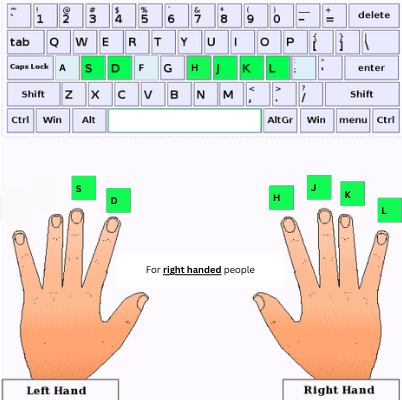 ~ ` ! 1 @ 2 # 3 $ 4 % 5 ^ 6 & 7 * 8 ( 9 ) 0 — – + = delete
tab Q W E R T Y U I O P { [ } ] | \
Caps Lock A S D F G H J K L : ; " ' enter
Shift Z X C V B N M < , > . ? / Shift
Ctrl Win Alt AltGr Win menu Ctrl
S D H J K L
For right handed people
Left Hand Right Hand